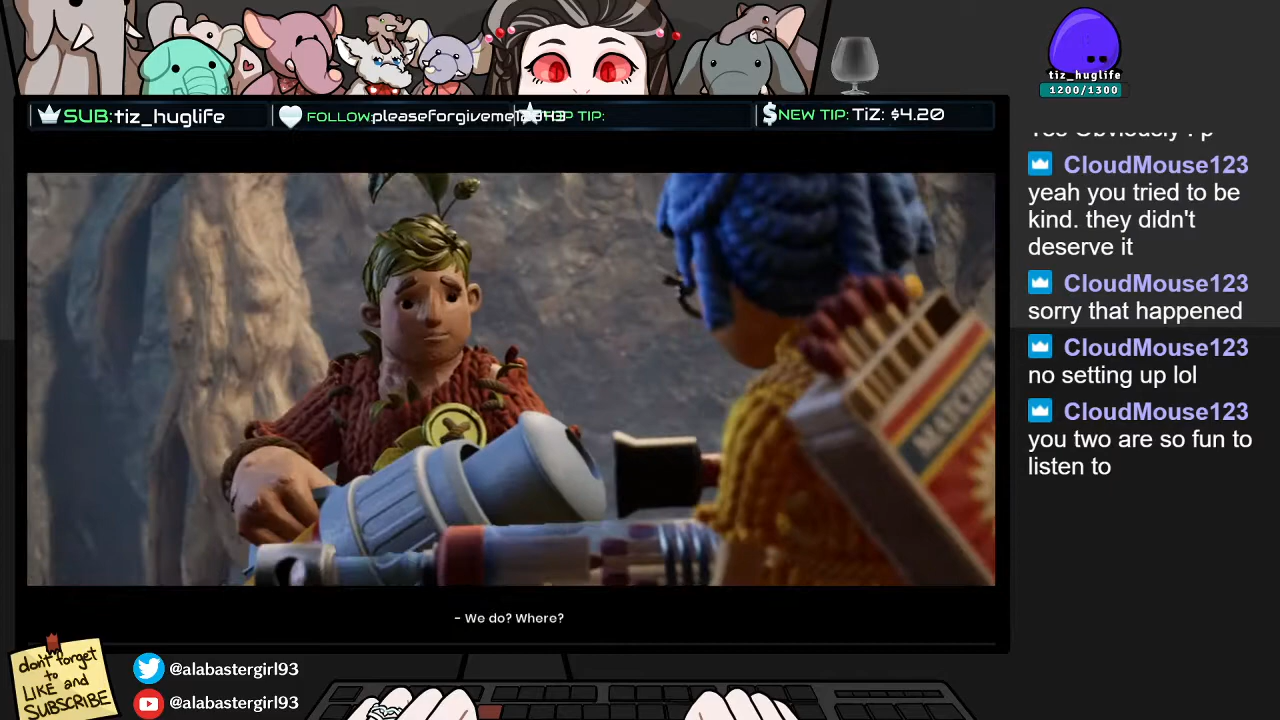 tiz_huglife
1200/1300
SUB:tiz_huglife
FOLLOW:pleaseforgiveme
TIP:
NEW TIP: TiZ: $4.20
CloudMouse123
yeah you tried to
be kind. they didn't
deserve it
CloudMouse123
sorry that happened
CloudMouse123
no setting up lol
CloudMouse123
you two are so fun to
listen to
MATCHES
- We do? Where?
don't forget
to
LIKE and
SUBSCRIBE
@alabastergirl93
@alabastergirl93